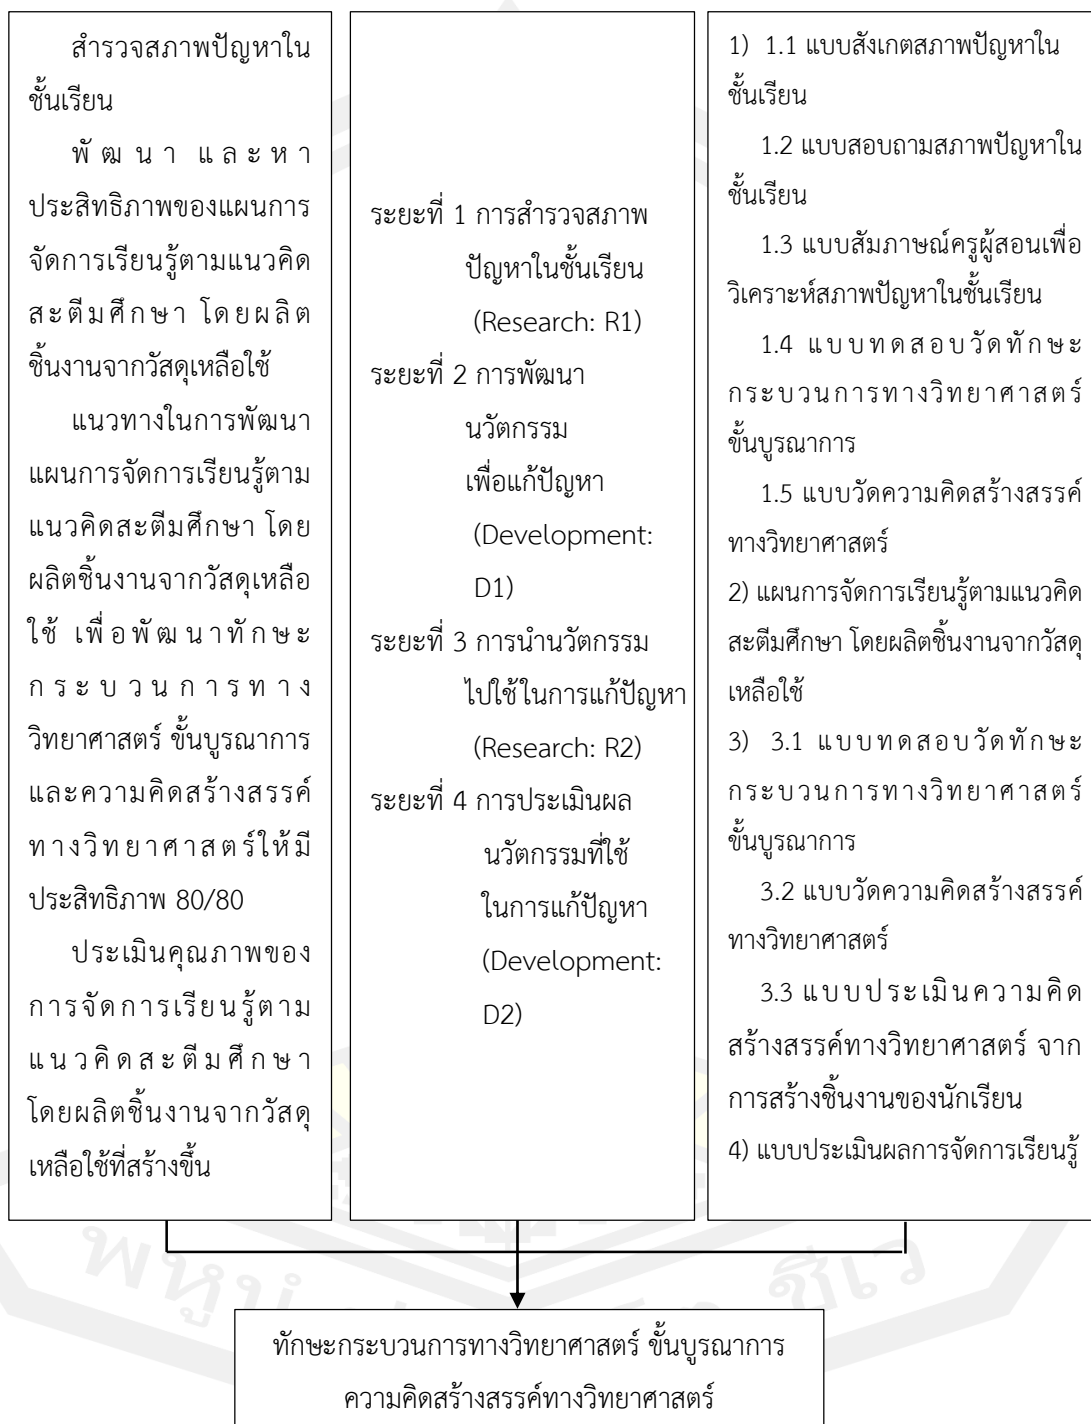 สำรวจสภาพปัญหาใน
ชั้นเรียน
พัฒนาและหา
ประสิทธิภาพของแผนการ
จัดการเรียนรู้ตามแนวคิด
สะตีมศึกษา โดยผลิต
ชิ้นงานจากวัสดุเหลือใช้
แนวทางในการพัฒนา
แผนการจัดการเรียนรู้ตาม
แนวคิดสะตีมศึกษา โดย
ผลิตชิ้นงานจากวัสดุเหลือ
ใช้ เพื่อพัฒนาทักษะ
กระบวนการทาง
วิทยาศาสตร์ ขั้นบูรณาการ
และความคิดสร้างสรรค์
ทางวิทยาศาสตร์ให้มี
ประสิทธิภาพ 80/80
ประเมินคุณภาพของ
การจัดการเรียนรู้ตาม
แนวคิดสะตีมศึกษา
โดยผลิตชิ้นงานจากวัสดุ
เหลือใช้ที่สร้างขึ้น
ระยะที่ 1 การสำรวจสภาพ
ปัญหาในชั้นเรียน
(Research: R1)
ระยะที่ 2 การพัฒนา
นวัตกรรม
เพื่อแก้ปัญหา
(Development:
D1)
ระยะที่ 3 การนำนวัตกรรม
ไปใช้ในการแก้ปัญหา
(Research: R2)
ระยะที่ 4 การประเมินผล
นวัตกรรมที่ใช้
ในการแก้ปัญหา
(Development:
D2)
1) 1.1 แบบสังเกตสภาพปัญหาใน
ชั้นเรียน
1.2 แบบสอบถามสภาพปัญหาใน
ชั้นเรียน
1.3 แบบสัมภาษณ์ครูผู้สอนเพื่อ
วิเคราะห์สภาพปัญหาในชั้นเรียน
1.4 แบบทดสอบวัดทักษะ
กระบวนการทางวิทยาศาสตร์
ขั้นบูรณาการ
1.5 แบบวัดความคิดสร้างสรรค์
ทางวิทยาศาสตร์
2) แผนการจัดการเรียนรู้ตามแนวคิด
สะตีมศึกษา โดยผลิตชิ้นงานจากวัสดุ
เหลือใช้
3) 3.1 แบบทดสอบวัดทักษะ
กระบวนการทางวิทยาศาสตร์
ขั้นบูรณาการ
3.2 แบบวัดความคิดสร้างสรรค์
ทางวิทยาศาสตร์
3.3 แบบประเมินความคิด
สร้างสรรค์ทางวิทยาศาสตร์ จาก
การสร้างชิ้นงานของนักเรียน
4) แบบประเมินผลการจัดการเรียนรู้
ทักษะกระบวนการทางวิทยาศาสตร์ ขั้นบูรณาการ
ความคิดสร้างสรรค์ทางวิทยาศาสตร์